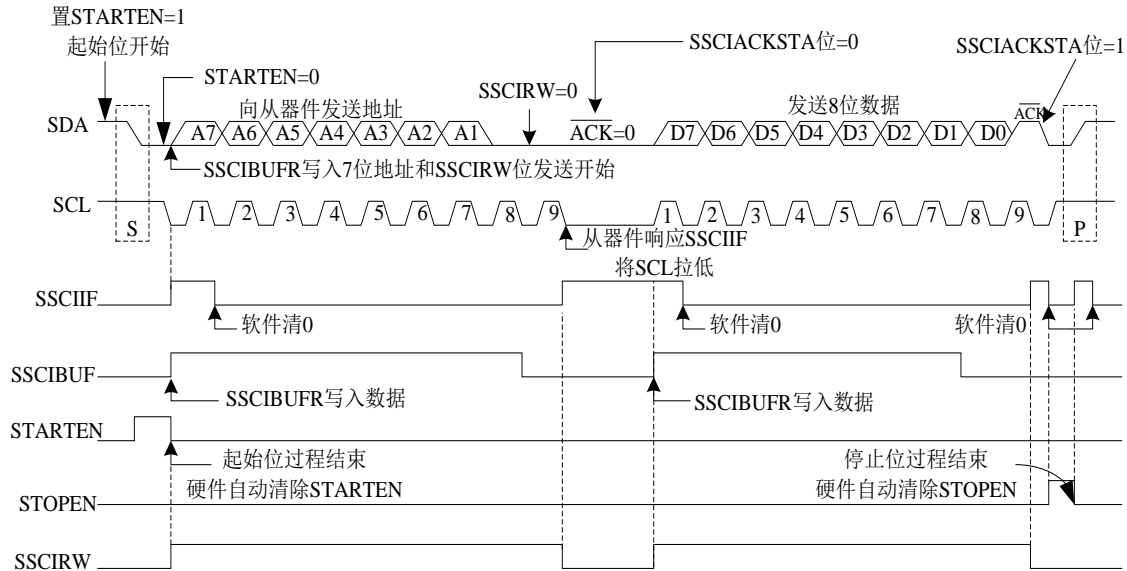 置STARTEN=1
起始位开始
SSCIACKSTA位=0
SSCIACKSTA位=1
STARTEN=0
SSCIRW=0
向从器件发送地址
发送8位数据
SDA
A7 A6 A5 A4 A3 A2 A1
ACK=0
D7 D6 D5 D4 D3 D2 D1 D0
ACK
SSCIBUFR写入7位地址和SSCIRW位发送开始
SCL
S
1 2 3 4 5 6 7 8 9
1 2 3 4 5 6 7 8 9
P
从器件响应SSCIIF
将SCL拉低
SSCIIF
软件清0
软件清0
软件清0
SSCIBUF
SSCIBUFR写入数据
SSCIBUFR写入数据
STARTEN
起始位过程结束
硬件自动清除STARTEN
停止位过程结束
硬件自动清除STOPEN
STOPEN
SSCIRW